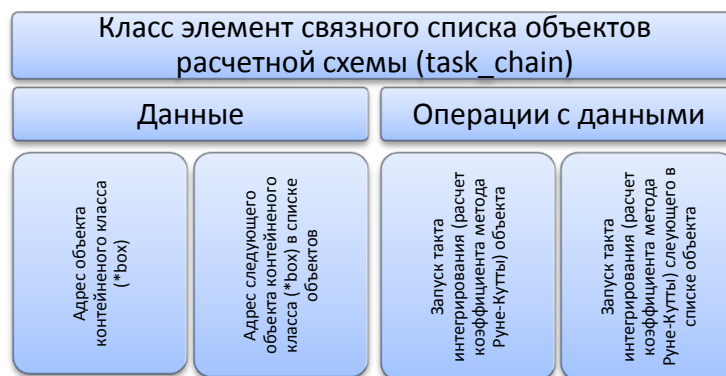 Класс элемент связного списка объектов
расчетной схемы (task_chain)
Данные
Операции с данными
Адрес объекта
контейненого класса
(*box)
Адрес следующего
объекта контейненого
класса (*box) в списке
объектов
Запуск такта
интегрирования (расчет
коэффициента метода
Руне-Кутты) объекта
Запуск такта
интегрирования (расчет
коэффициента метода
Руне-Кутты) слеующего в
списке объекта